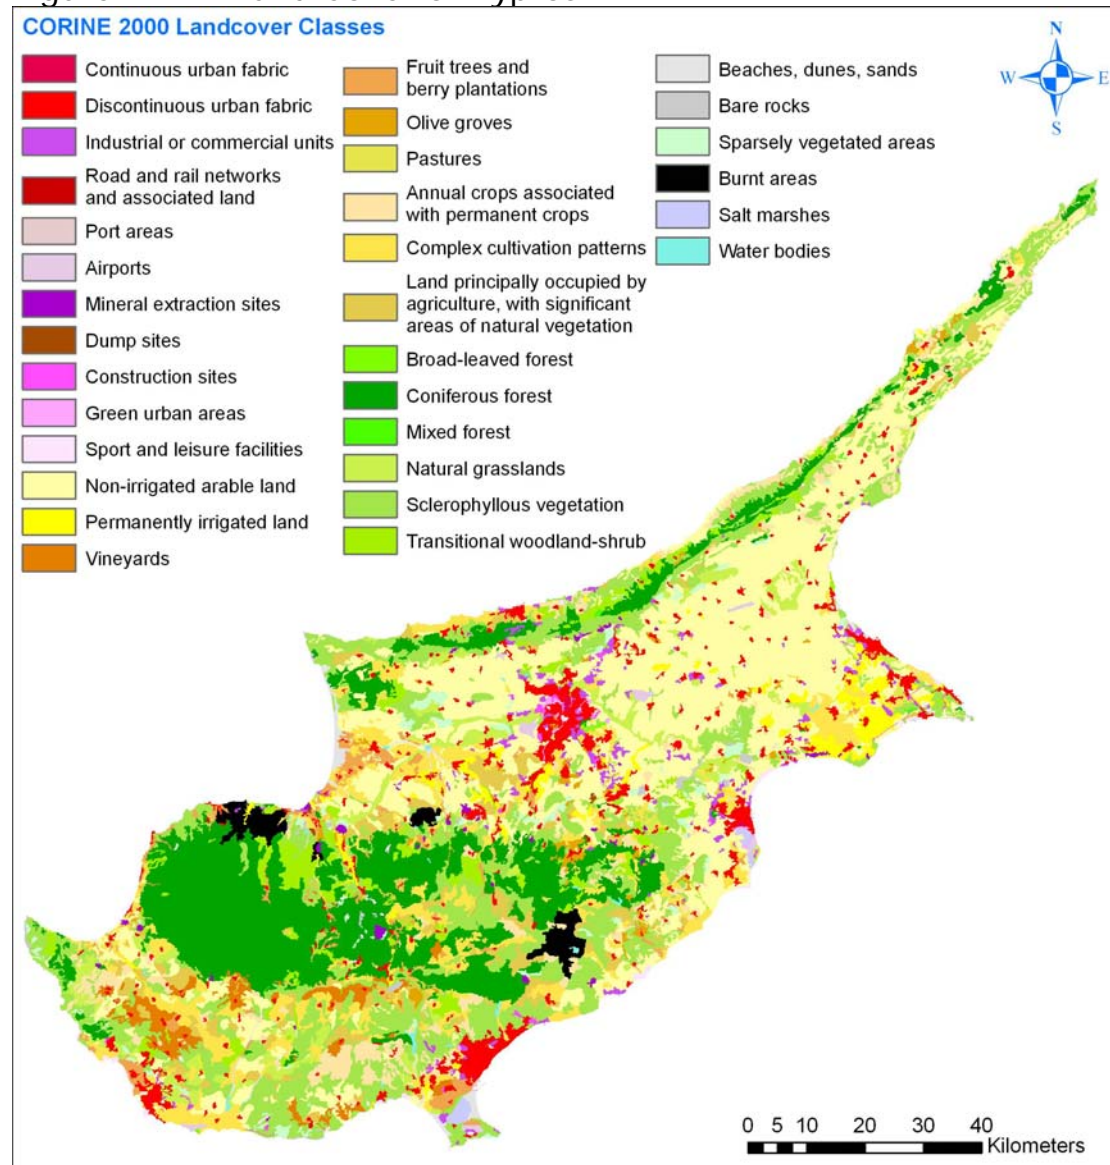 CORINE 2000 Landcover Classes
Continuous urban fabric
Discontinuous urban fabric
Industrial or commercial units
Road and rail networks
and associated land
Port areas
Airports
Mineral extraction sites
Dump sites
Construction sites
Green urban areas
Sport and leisure facilities
Non-irrigated arable land
Permanently irrigated land
Vineyards
Fruit trees and
berry plantations
Olive groves
Pastures
Annual crops associated
with permanent crops
Complex cultivation patterns
Land principally occupied by
agriculture, with significant
areas of natural vegetation
Broad-leaved forest
Coniferous forest
Mixed forest
Natural grasslands
Sclerophyllous vegetation
Transitional woodland-shrub
Beaches, dunes, sands
Bare rocks
Sparsely vegetated areas
Burnt areas
Salt marshes
Water bodies
N
W E
S
0 5 10 20 30 40
Kilometers